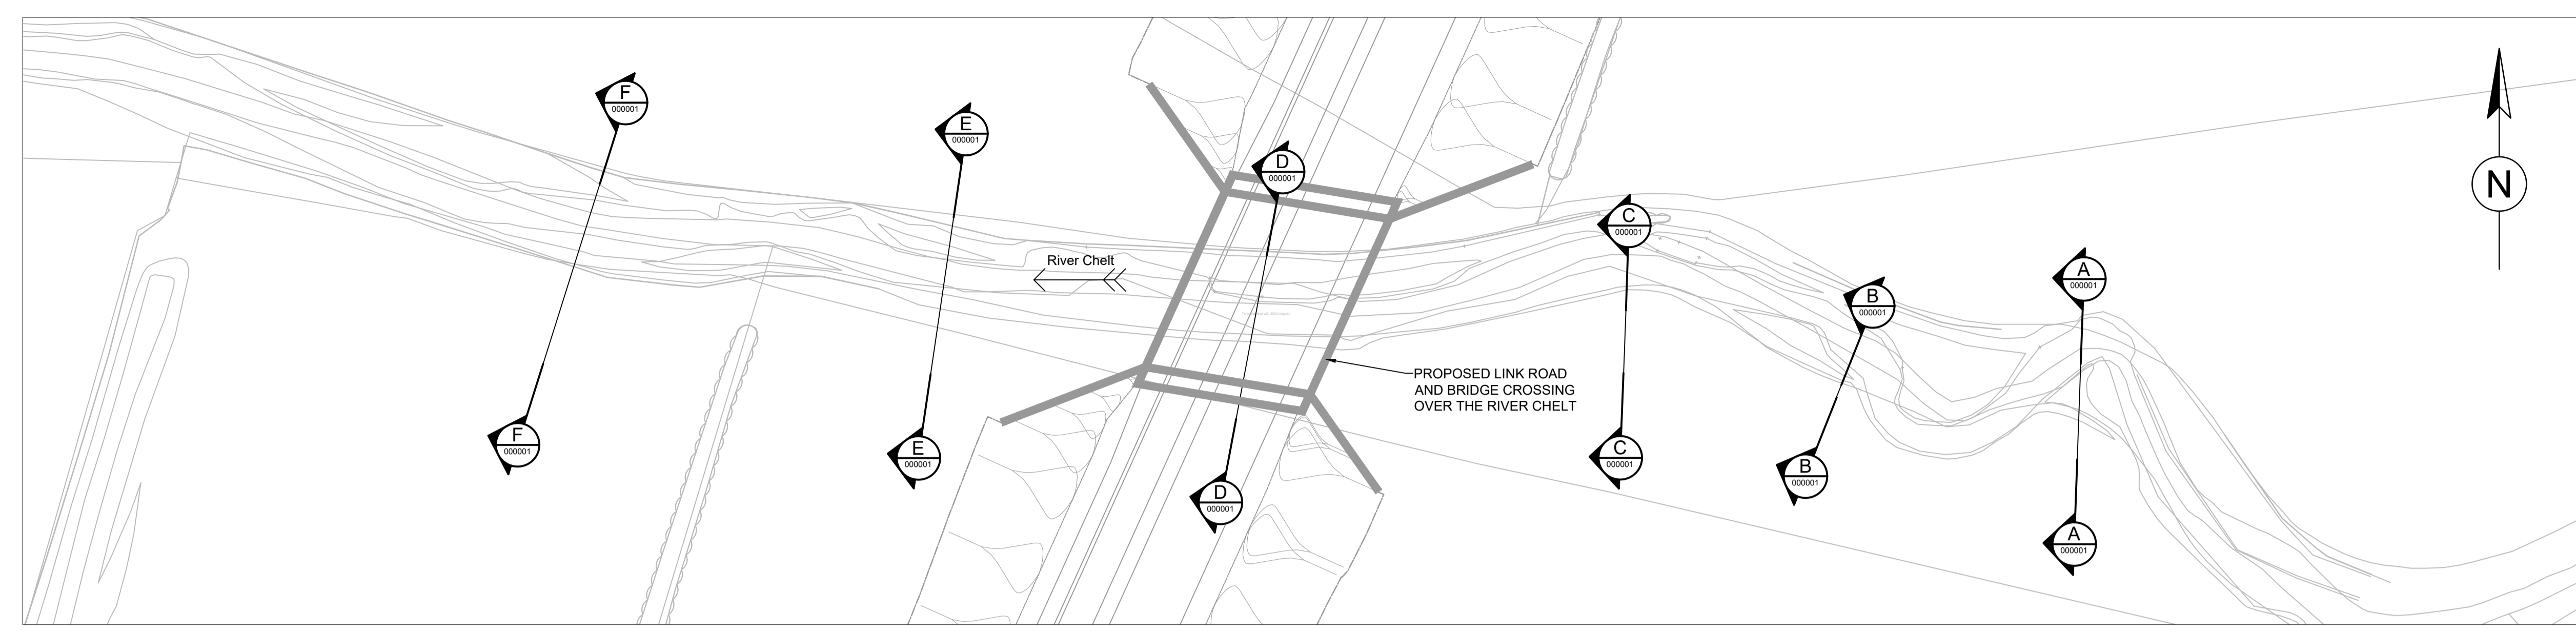 F
000001
E
000001
D
000001
N
C
000001
River Chelt
A
000001
B
000001
PROPOSED LINK ROAD
AND BRIDGE CROSSING
OVER THE RIVER CHELT
F
000001
E
000001
C
000001
B
000001
D
000001
A
000001